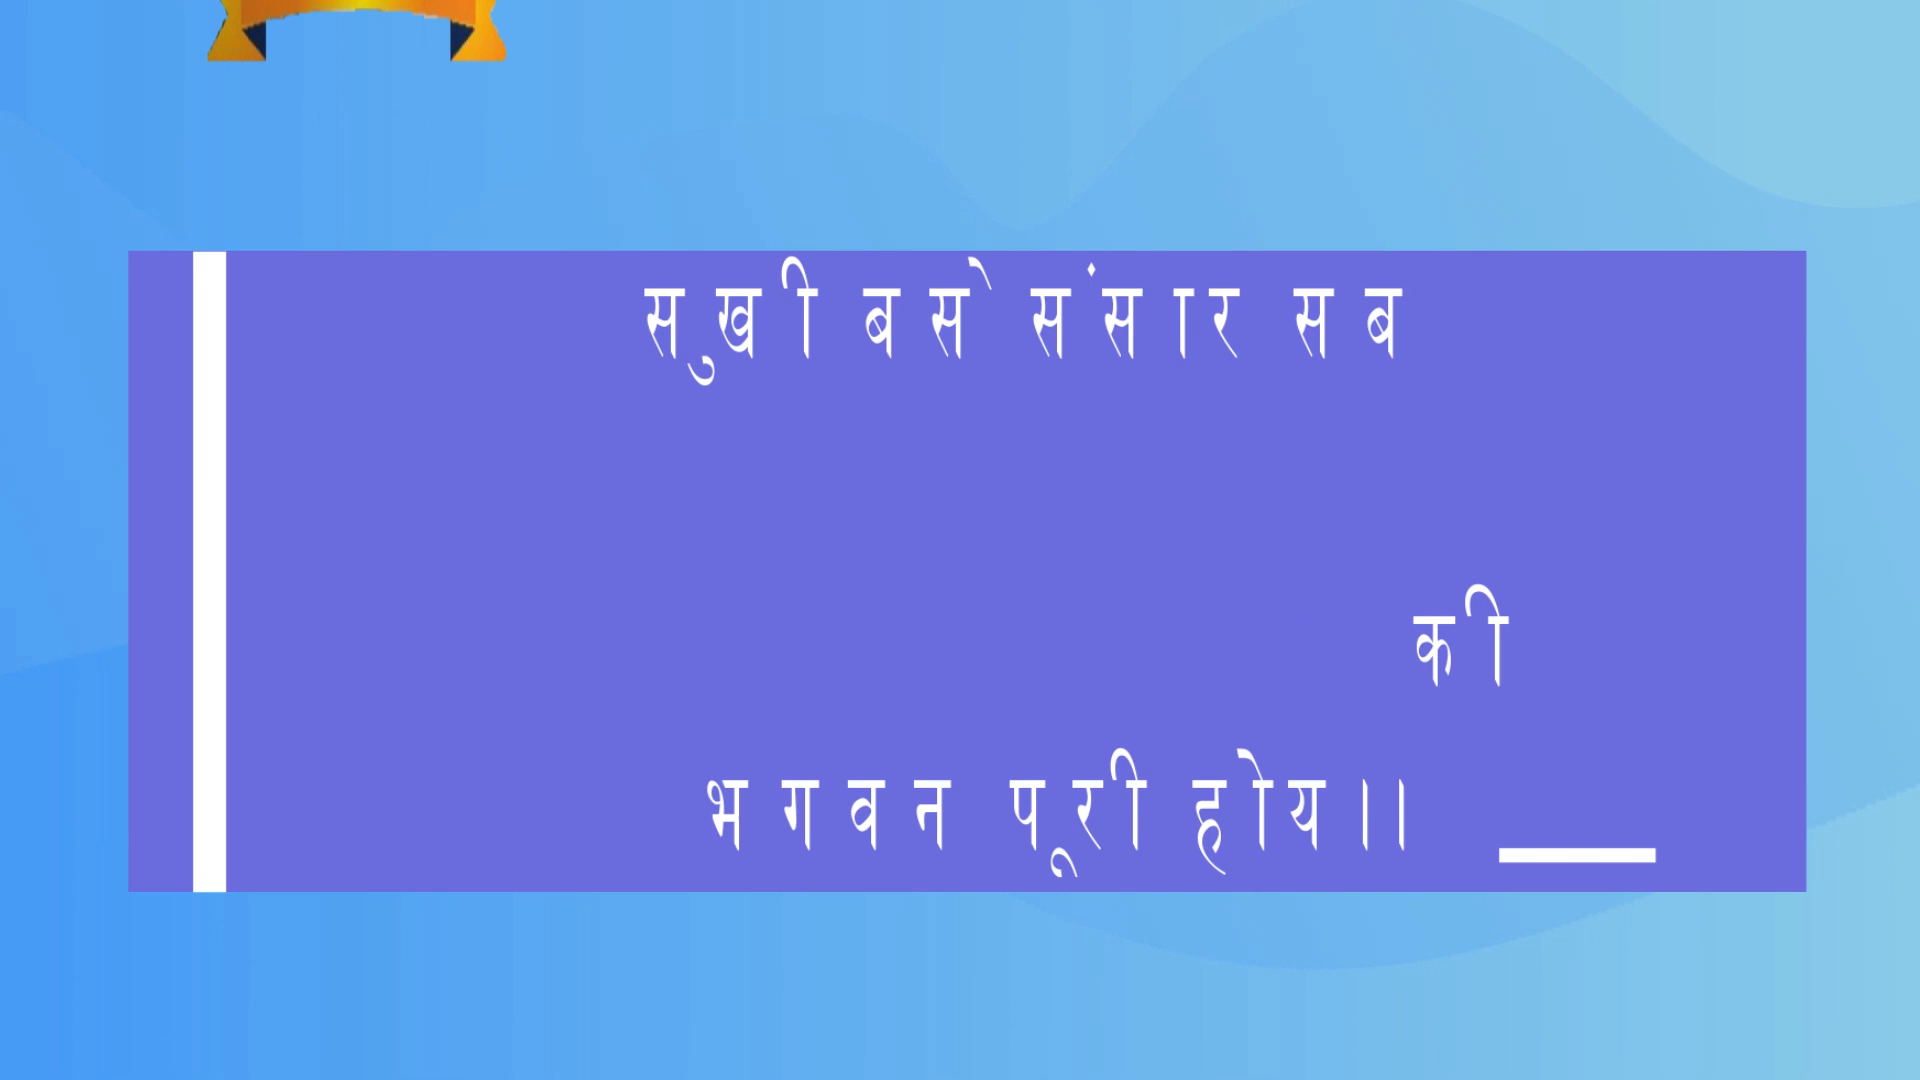 सुखी बसे संसार सब
की
भगवन पूरी होय।।